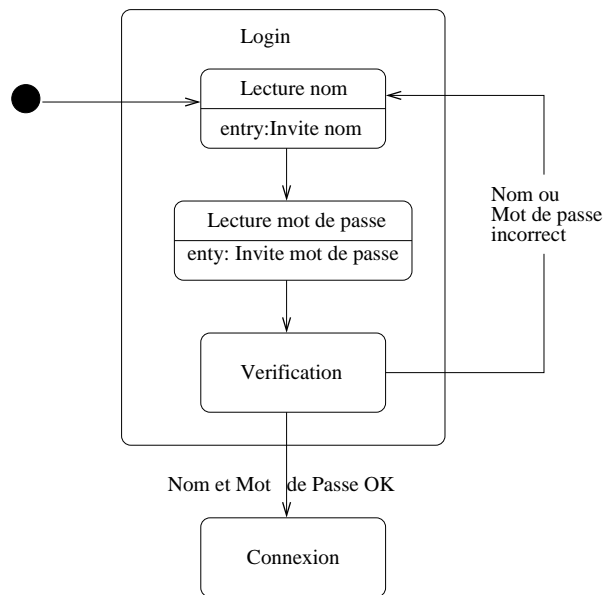 Login
Lecture nom
entry:Invite nom
Nom ou
Mot de passe
incorrect
Lecture mot de passe
enty: Invite mot de passe
Verification
Nom et Mot de Passe OK
Connexion